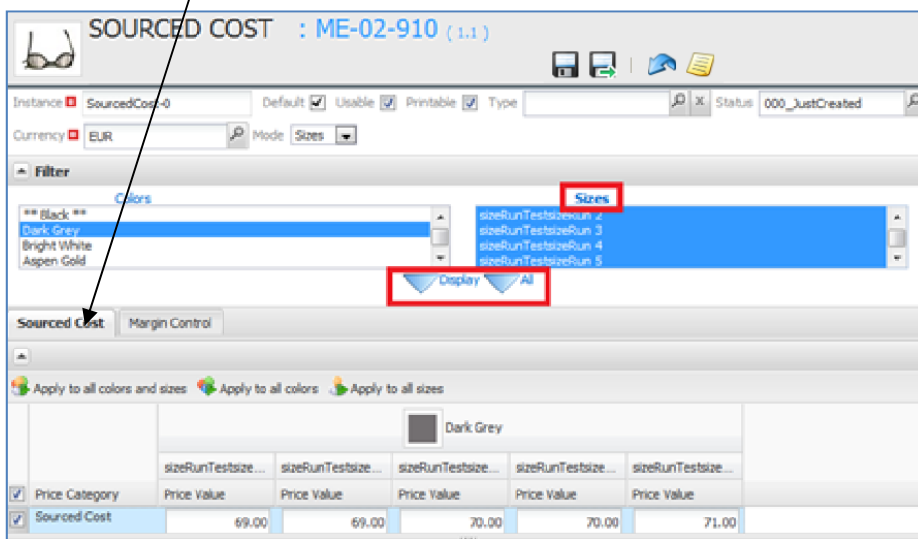 SOURCED COST : ME-02-910 ( 1.1 )
Instance SourcedCost-0 Default Usable Printable Type x Status 000_JustCreated
Currency EUR Mode Sizes
Filter
Colors Sizes
** Black ** sizeRunTestsizeRun 2
Dark Grey sizeRunTestsizeRun 3
Bright White sizeRunTestsizeRun 4
Aspen Gold sizeRunTestsizeRun 5
Display All
Sourced Cost Margin Control
Apply to all colors and sizes Apply to all colors Apply to all sizes
Dark Grey
sizeRunTestsize... sizeRunTestsize... sizeRunTestsize... sizeRunTestsize... sizeRunTestsize...
Price Category Price Value Price Value Price Value Price Value Price Value
Sourced Cost 69.00 69.00 70.00 70.00 71.00